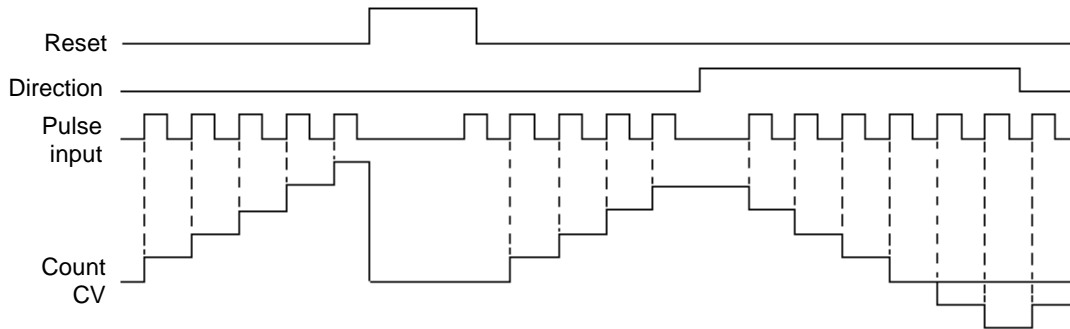 Reset
Direction
Pulse
input
Count
CV